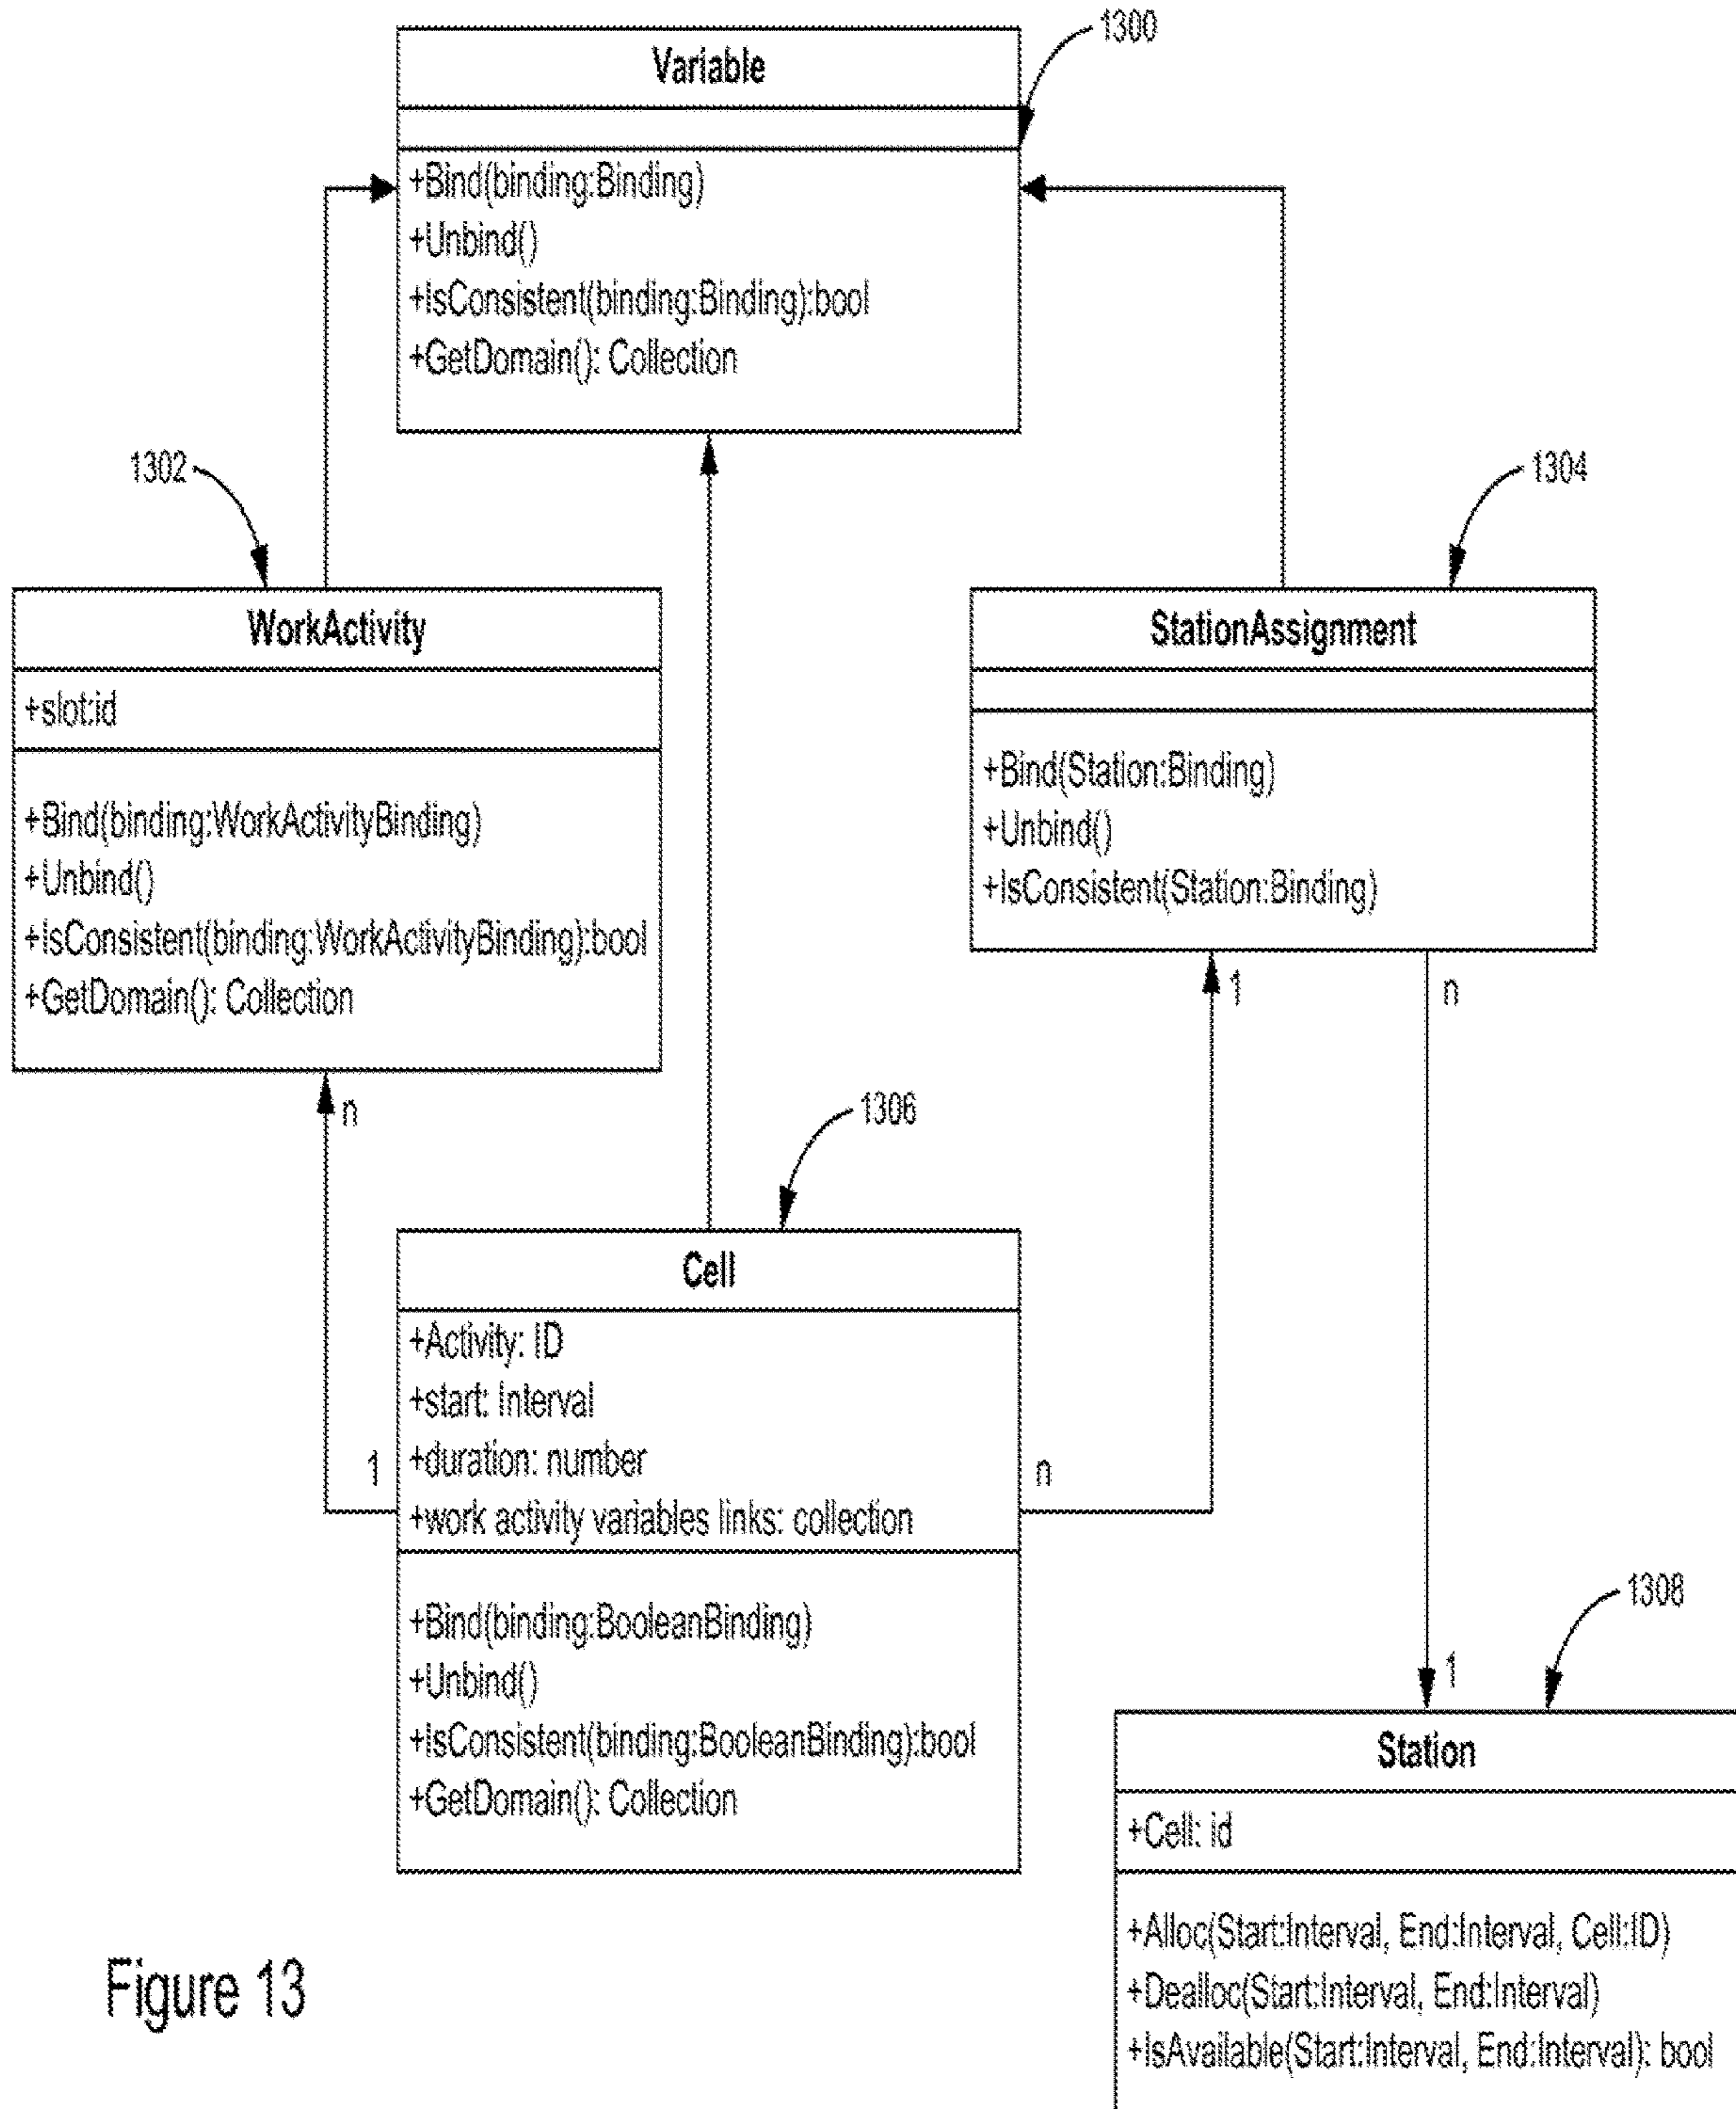 1300
Variable
+Bind(binding:Binding)
+Unbind()
+IsConsistent(binding:Binding):bool
+GetDomain(): Collection
1302
1304
WorkActivity
+slot:id
+Bind(binding:WorkActivityBinding)
+Unbind()
+IsConsistent(binding:WorkActivityBinding):bool
+GetDomain(): Collection
StationAssignment
+Bind(Station:Binding)
+Unbind()
+IsConsistent(Station:Binding)
1
n
n
1306
Cell
+Activity: ID
+start: Interval
+duration: number
+work activity variables links: collection
1
n
+Bind(binding:BooleanBinding)
+Unbind()
+IsConsistent(binding:BooleanBinding):bool
+GetDomain(): Collection
1308
1
Station
+Cell: id
+Alloc(Start:Interval, End:Interval, Cell:ID)
+Dealloc(Start:Interval, End:Interval)
+IsAvailable(Start:Interval, End:Interval): bool
Figure 13